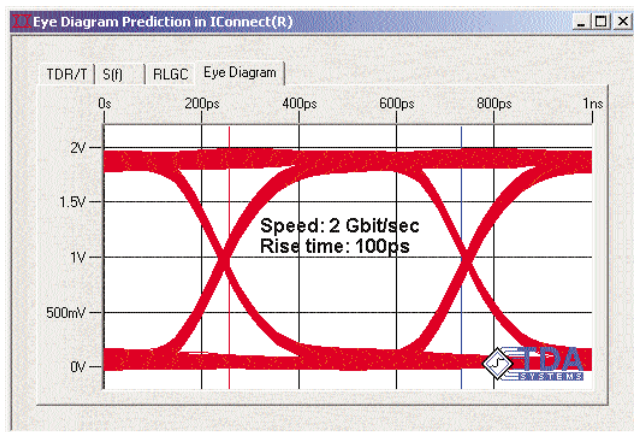 Eye Diagram Prediction in IConnect(R)
TDR/T S(f) RLGC Eye Diagram
0s 200ps 400ps 600ps 800ps 1ns
2V
1.5V
Speed: 2 Gbit/sec
Rise time: 100ps
1V
500mV
0V
TDA
SYSTEMS